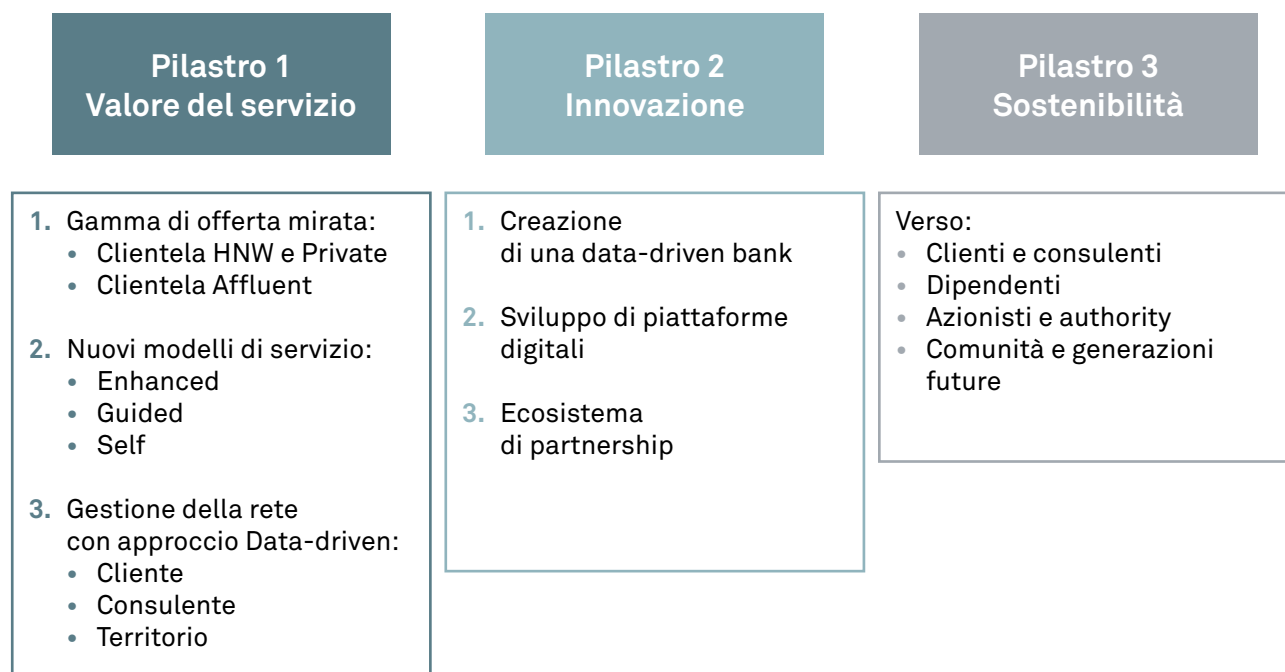 Pilastro 1
Valore del servizio
Pilastro 2
Innovazione
Pilastro 3
Sostenibilità
1. Gamma di offerta mirata:
• Clientela HNW e Private
• Clientela Affluent
2. Nuovi modelli di servizio:
• Enhanced
• Guided
• Self
3. Gestione della rete
con approccio Data-driven:
• Cliente
• Consulente
• Territorio
1. Creazione
di una data-driven bank
2. Sviluppo di piattaforme
digitali
3. Ecosistema
di partnership
Verso:
• Clienti e consulenti
• Dipendenti
• Azionisti e authority
• Comunità e generazioni
future